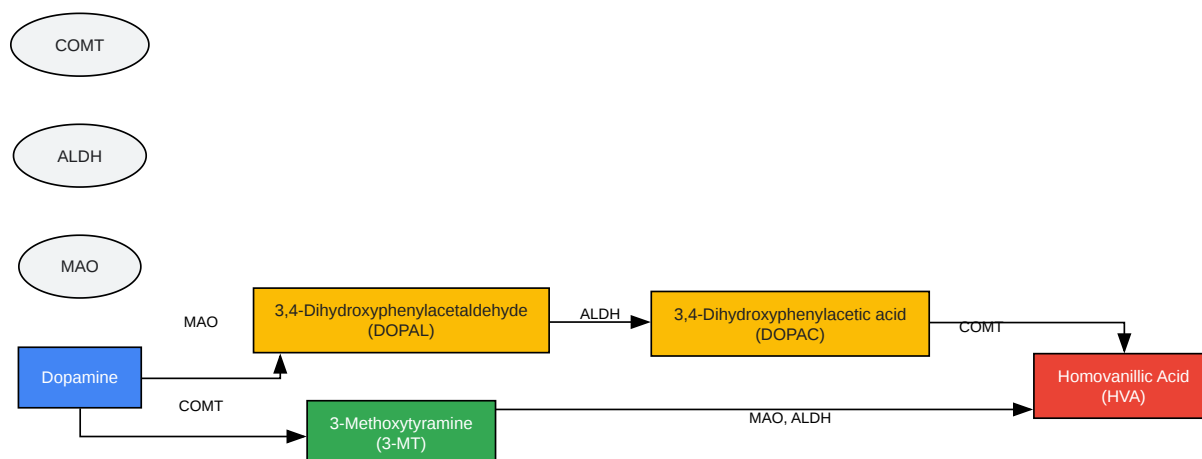 COMT
ALDH
MAO
MAO
3,4-Dihydroxyphenylacetaldehyde
(DOPAL)
ALDH
3,4-Dihydroxyphenylacetic acid
(DOPAC)
COMT
Dopamine
Homovanillic Acid
(HVA)
COMT
3-Methoxytyramine
(3-MT)
MAO, ALDH